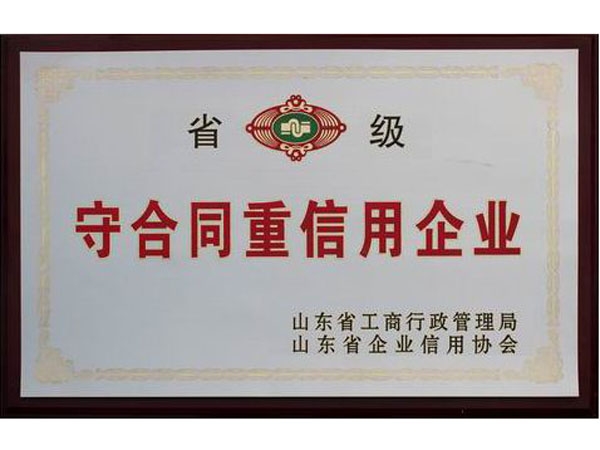 省 级
守合同重信用企业
山东省工商行政管理局
山东省企业信用协会